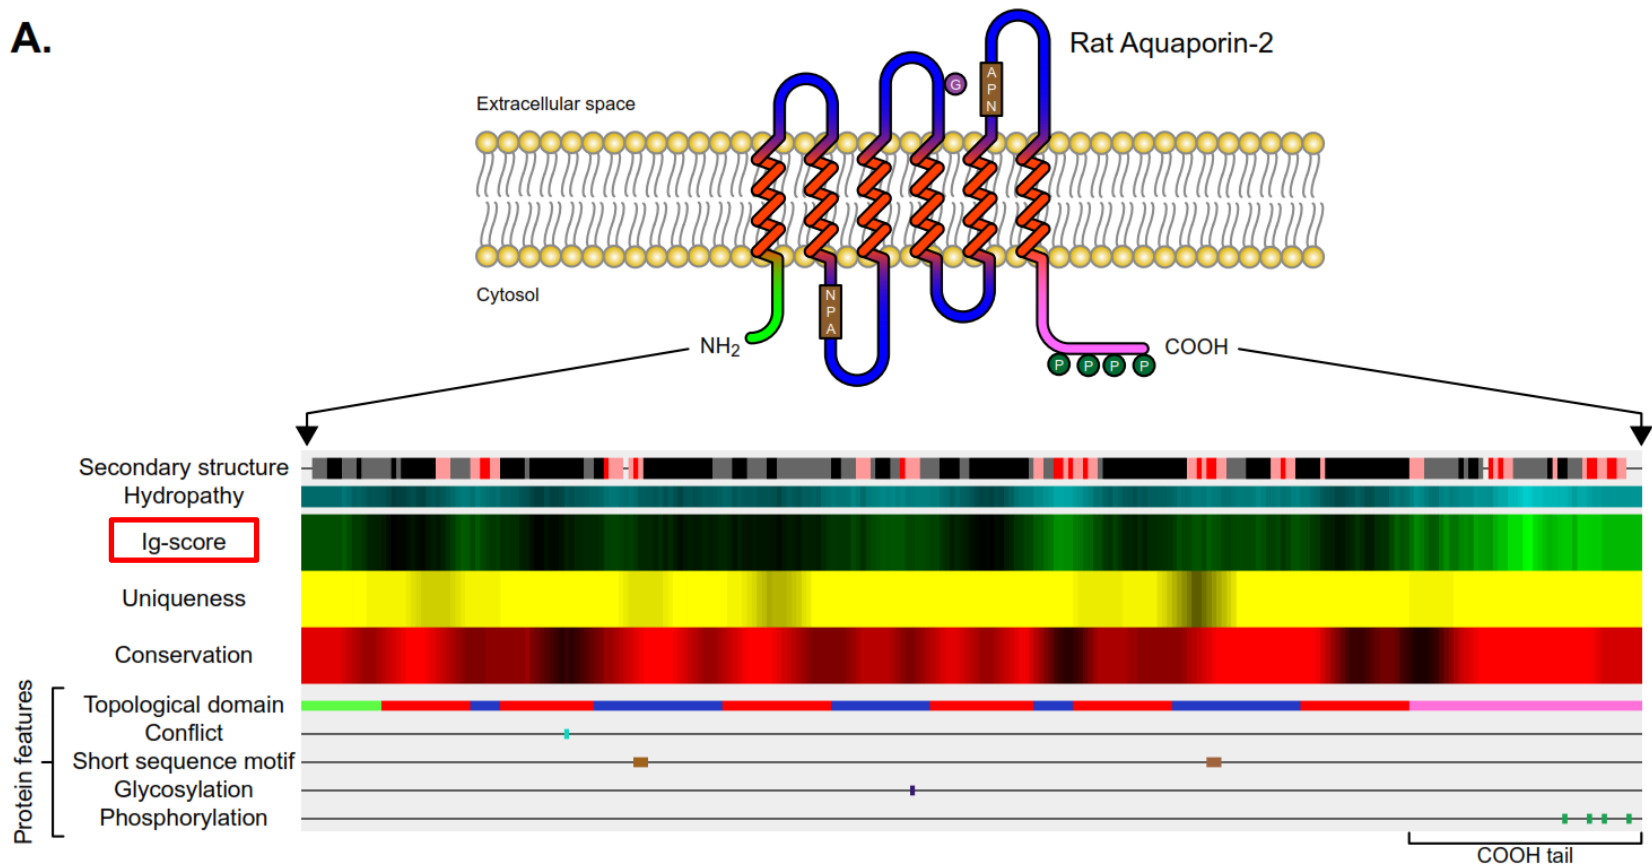 A.
Rat Aquaporin-2
Extracellular space
G
A
P
N
Cytosol
N
P
A
NH2
COOH
P P P P
Secondary structure
Hydropathy
Ig-score
Uniqueness
Conservation
Protein features
Topological domain
Conflict
Short sequence motif
Glycosylation
Phosphorylation
COOH tail